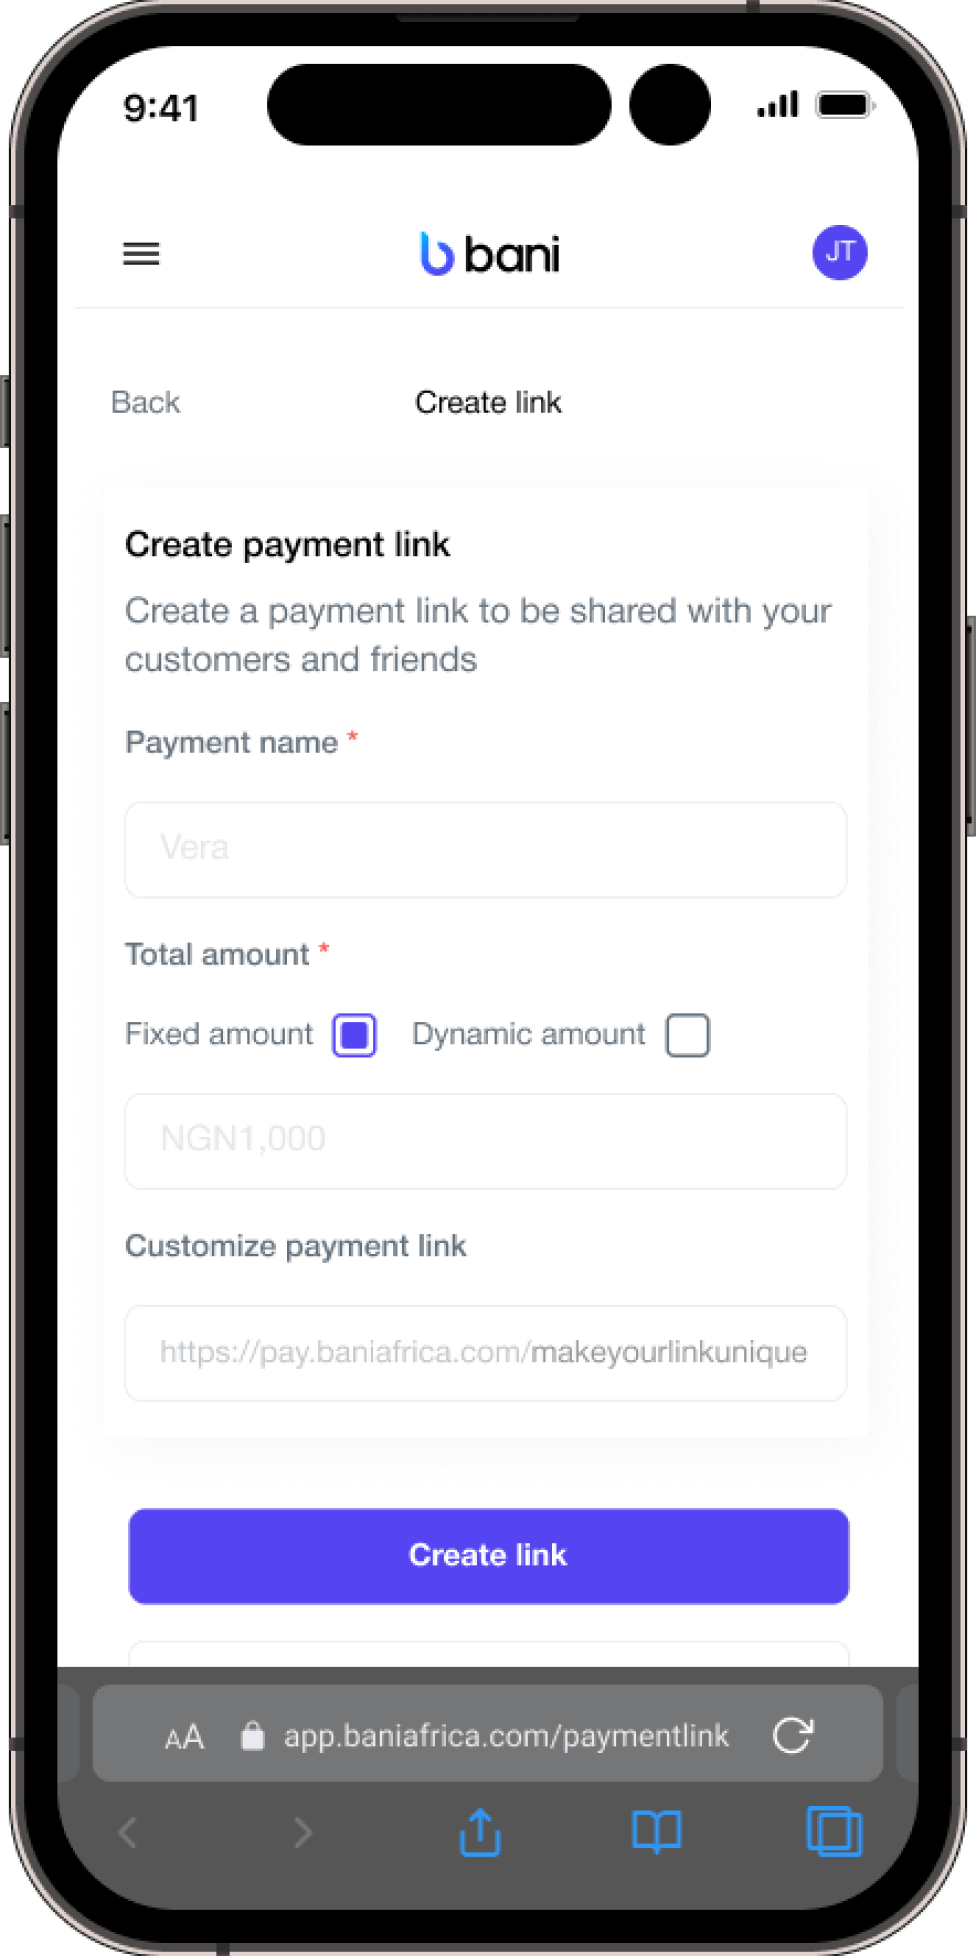 9:41
bani
JT
Back
Create link
Create payment link
Create a payment link to be shared with your
customers and friends
Payment name *
Vera
Total amount *
Fixed amount
Dynamic amount
NGN1,000
Customize payment link
https://pay.baniafrica.com/makeyourlinkunique
Create link
AA app.baniafrica.com/paymentlink